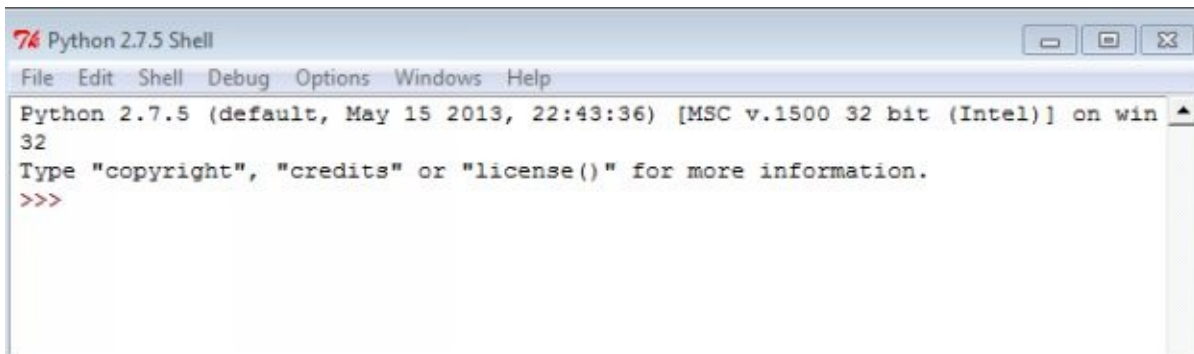 Python 2.7.5 Shell
File Edit Shell Debug Options Windows Help
Python 2.7.5 (default, May 15 2013, 22:43:36) [MSC v.1500 32 bit (Intel)] on win
32
Type "copyright", "credits" or "license()" for more information.
>>>